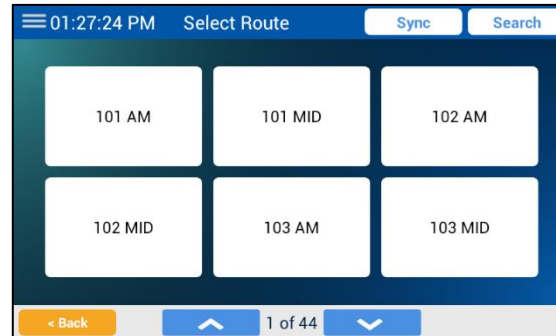 01:27:24 PM Select Route Sync Search
101 AM 101 MID 102 AM
102 MID 103 AM 103 MID
< Back 1 of 44